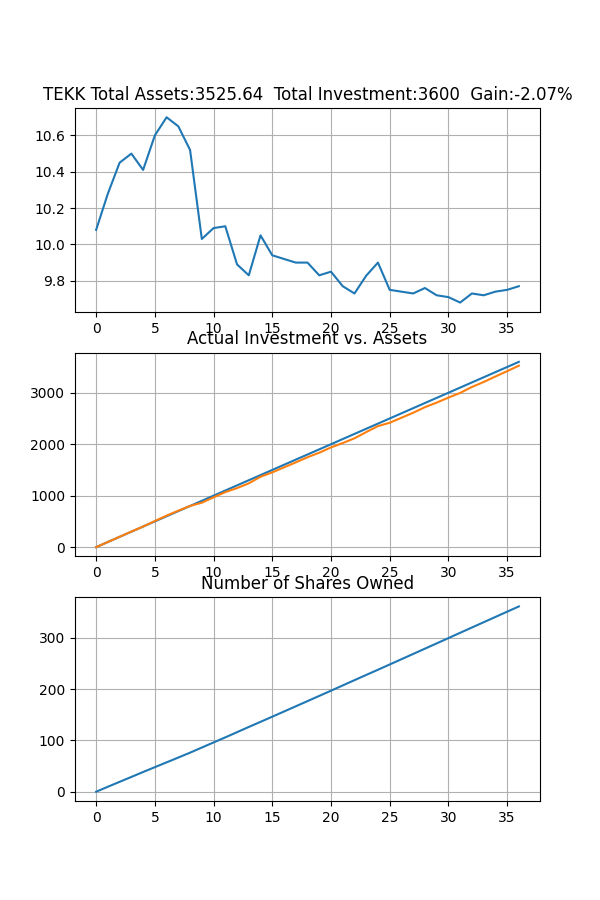 TEKK Total Assets:3525.64  Total Investment:3600  Gain:-2.07%
10.6
10.4
10.2
10.0
9.8
0 5 10 15 20 25 30 35
Actual Investment vs. Assets
3000
2000
1000
0
0 5 10 15 20 25 30 35
Number of Shares Owned
300
200
100
0
0 5 10 15 20 25 30 35